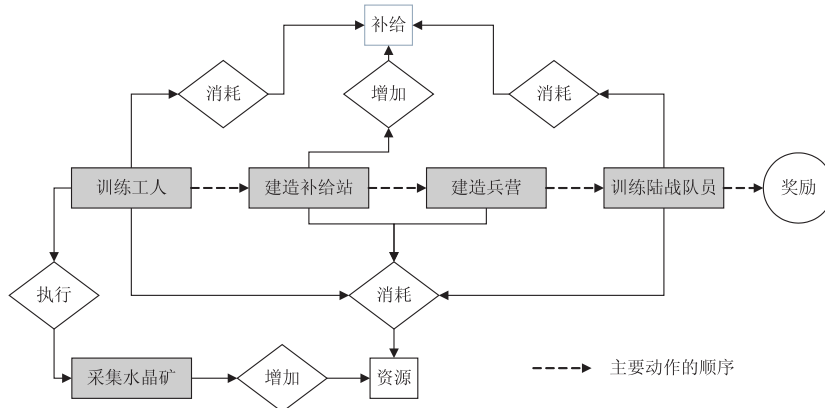 补给
消耗
增加
消耗
训练工人
建造补给站
建造兵营
训练陆战队员
奖励
执行
消耗
采集水晶矿
增加
资源
主要动作的顺序